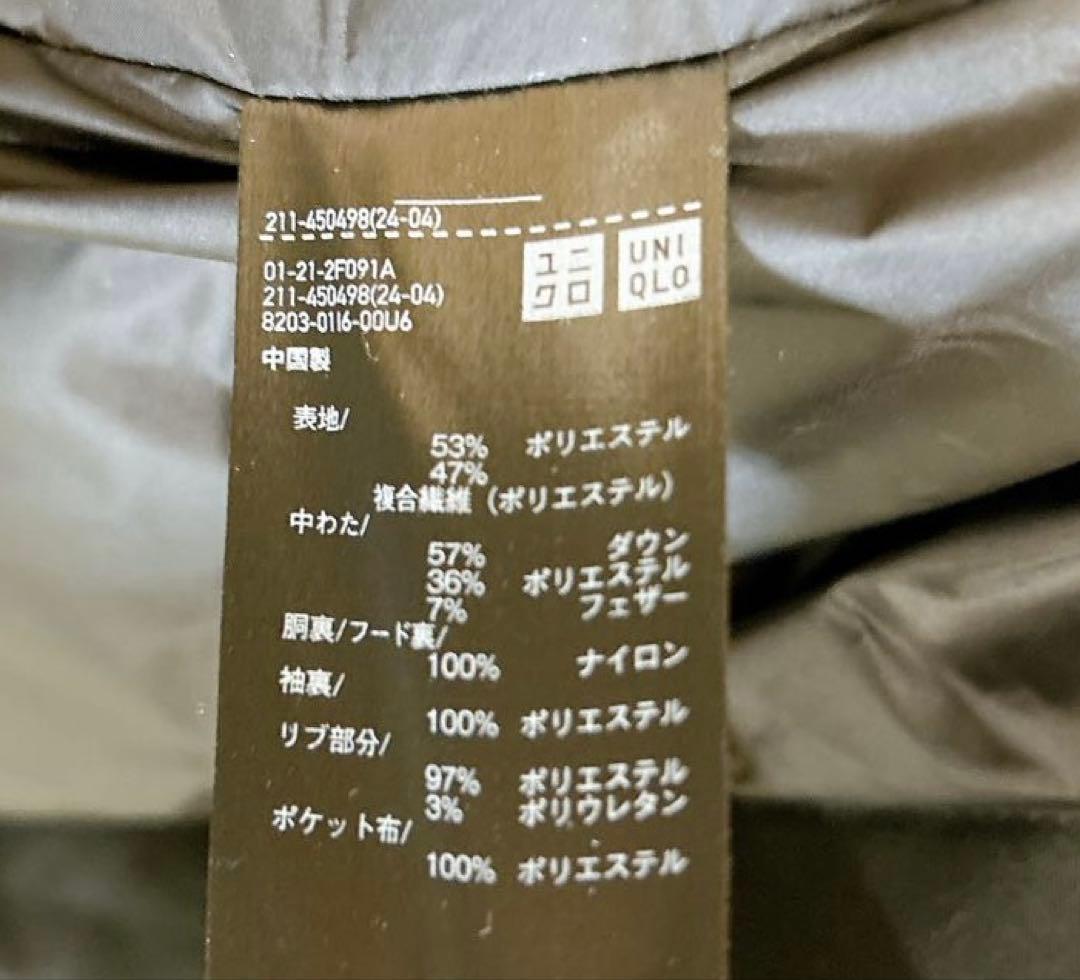 211-450498(24-04)
01-21-2F091A
211-450498(24-04)
8203-0116-00U6
中国製
ユニ
クロ
UNI
QLO
表地/
53% ポリエステル
47%
複合繊維（ポリエステル）
中わた/
57% ダウン
36% ポリエステル
7% フェザー
胴裏/フード裏/
100% ナイロン
袖裏/
100% ポリエステル
リブ部分/
97% ポリエステル
3% ポリウレタン
ポケット布/
100% ポリエステル